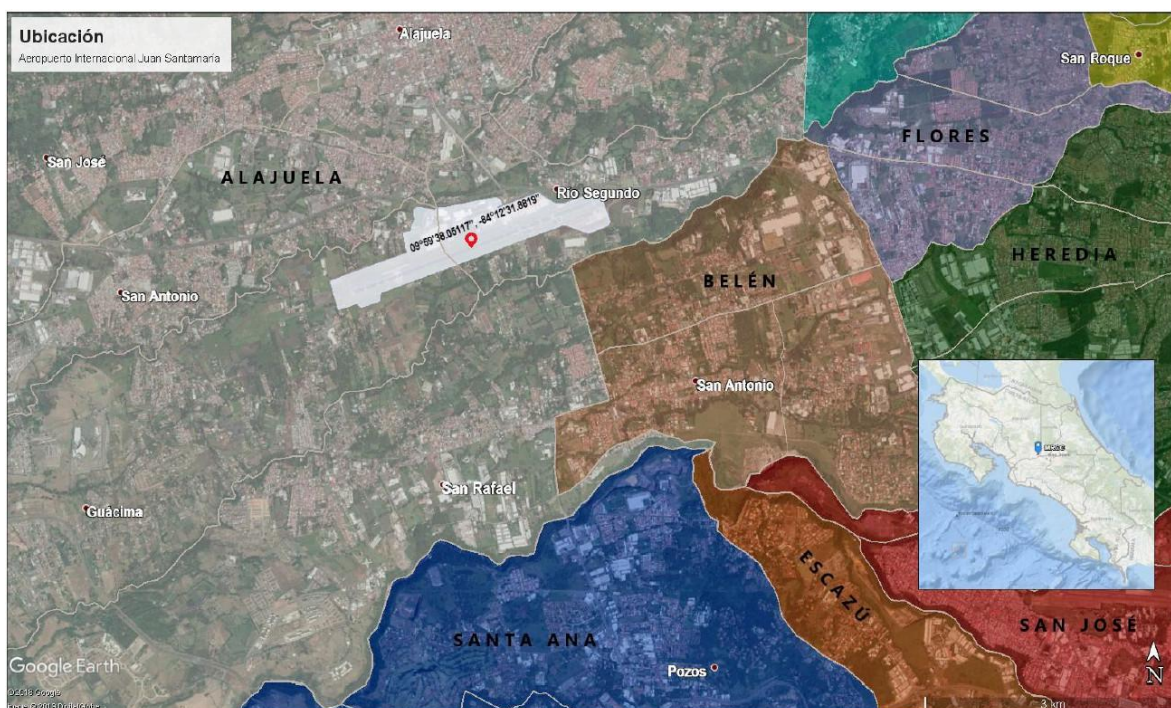 Ubicación
Aeropuerto Internacional Juan Santamaría
Alajuela
San Roque
FLORES
San José
ALAJUELA
Río Segundo
09°59'38.05117", -84°12'31.8819"
HEREDIA
BELÉN
San Antonio
San Antonio
San Rafael
Guácima
ESCAZÚ
SAN JOSÉ
SANTA ANA
Pozos
Google Earth
N
©2018 Google
3 km